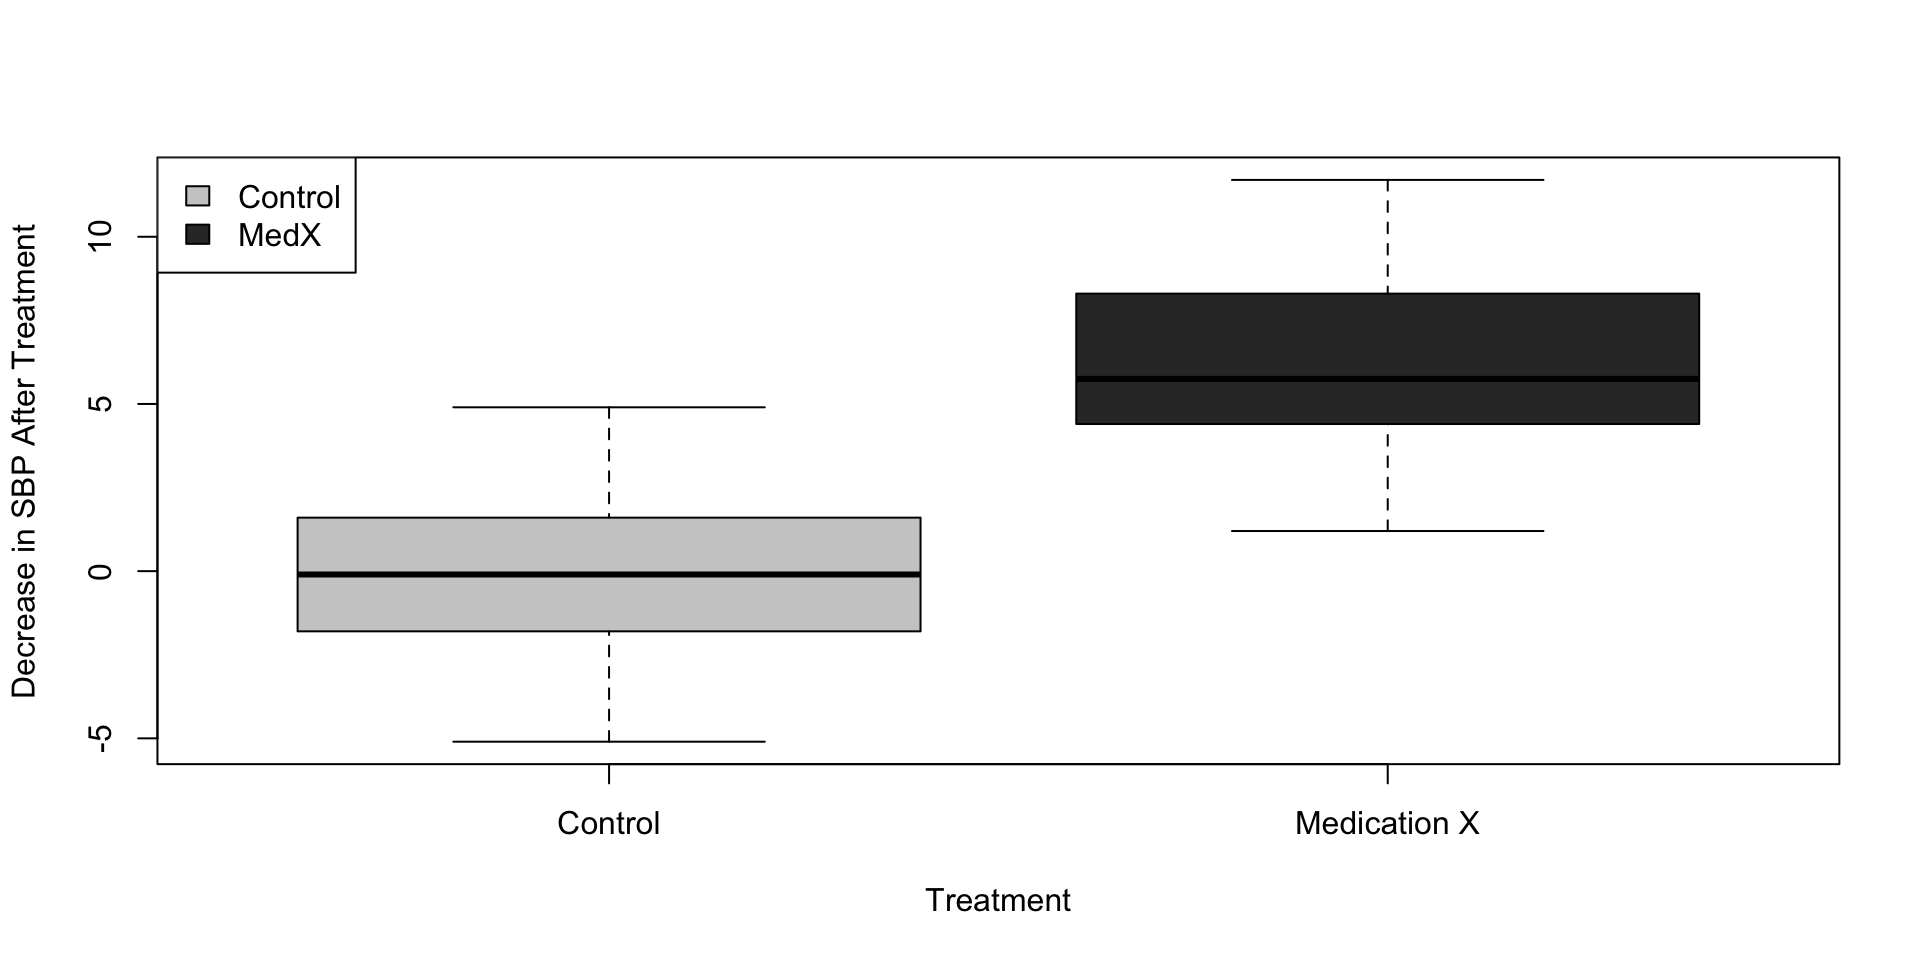 Control
MedX
Decrease in SBP After Treatment
10
5
0
-5
Control
Medication X
Treatment